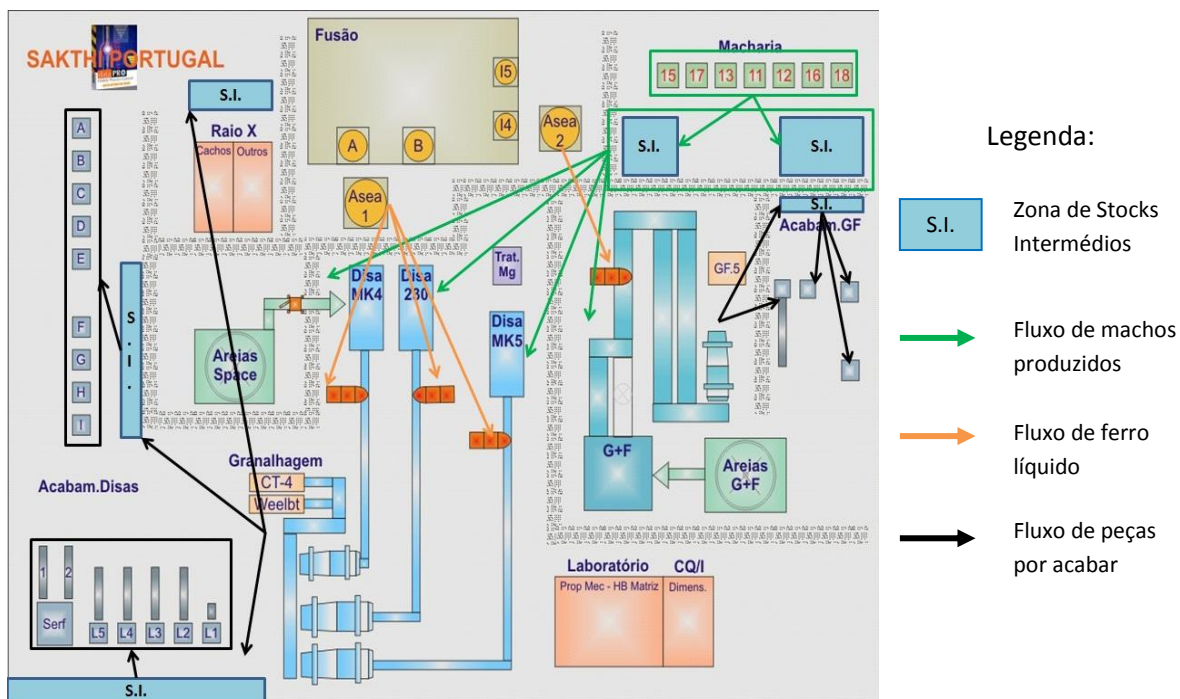 SAKTHI PORTUGAL
Fusão
I5
I4
A
B
Asea
2
Asea
1
Macharia
15 17 13 11 12 16 18
S.I.
S.I.
S.I.
Raio X
Cachos Outros
S.I.
Acabam.GF
GF.5
Trat.
Mg
Disa
MK4
Disa
230
Disa
MK5
Areias
Space
A
B
C
D
E
F
G
H
I
S
.
I
.
Acabam.Disas
Granalhagem
CT-4
Weelbt
G+F
Areias
G+F
1
2
Serf
L5 L4 L3 L2 L1
S.I.
Laboratório
Prop Mec - HB Matriz
CQ/I
Dimens.
Legenda:
S.I.
Zona de Stocks
Intermédios
Fluxo de machos
produzidos
Fluxo de ferro
líquido
Fluxo de peças
por acabar